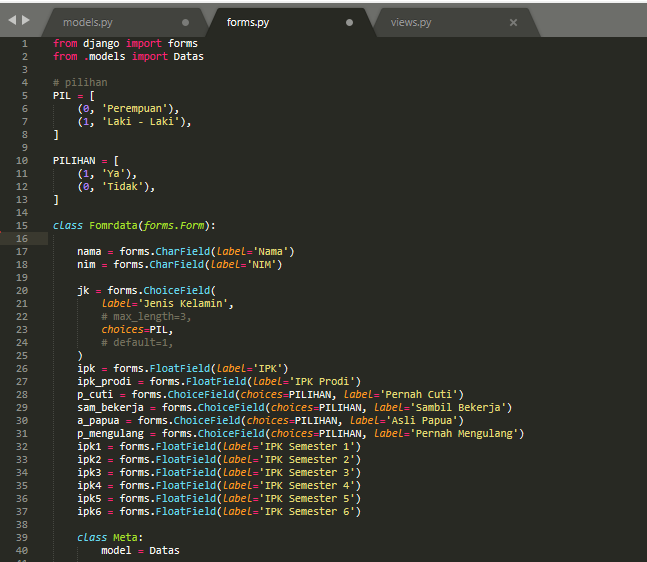 models.py
forms.py
views.py
1 from django import forms
2 from .models import Datas
3
4 # pilihan
5 PIL = [
6     (0, 'Perempuan'),
7     (1, 'Laki - Laki'),
8 ]
9
10 PILIHAN = [
11     (1, 'Ya'),
12     (0, 'Tidak'),
13 ]
14
15 class Fomrdata(forms.Form):
16
17     nama = forms.CharField(label='Nama')
18     nim = forms.CharField(label='NIM')
19
20     jk = forms.ChoiceField(
21         label='Jenis Kelamin',
22         # max_length=3,
23         choices=PIL,
24         # default=1,
25     )
26     ipk = forms.FloatField(label='IPK')
27     ipk_prodi = forms.FloatField(label='IPK Prodi')
28     p_cuti = forms.ChoiceField(choices=PILIHAN, label='Pernah Cuti')
29     sam_bekerja = forms.ChoiceField(choices=PILIHAN, label='Sambil Bekerja')
30     a_papua = forms.ChoiceField(choices=PILIHAN, label='Asli Papua')
31     p_mengulang = forms.ChoiceField(choices=PILIHAN, label='Pernah Mengulang')
32     ipk1 = forms.FloatField(label='IPK Semester 1')
33     ipk2 = forms.FloatField(label='IPK Semester 2')
34     ipk3 = forms.FloatField(label='IPK Semester 3')
35     ipk4 = forms.FloatField(label='IPK Semester 4')
36     ipk5 = forms.FloatField(label='IPK Semester 5')
37     ipk6 = forms.FloatField(label='IPK Semester 6')
38
39     class Meta:
40         model = Datas